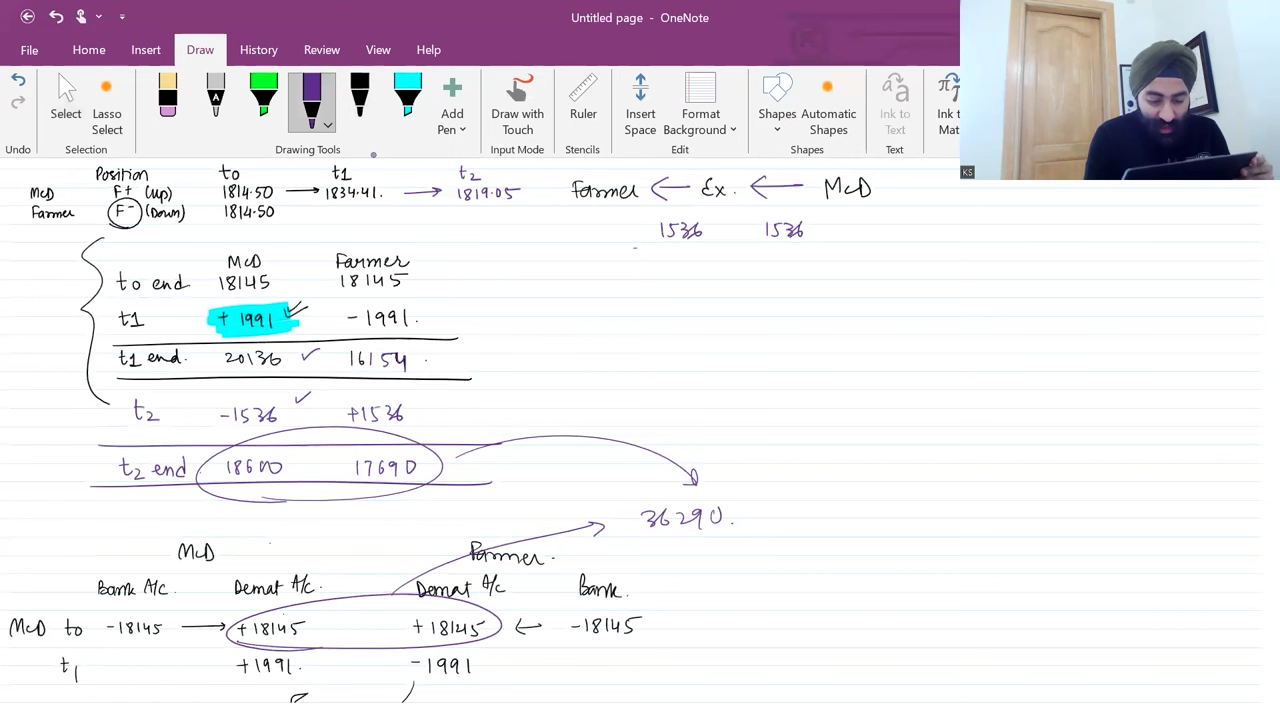 Untitled page - OneNote
File Home Insert Draw History Review View Help
Undo
Select
Lasso Select
Selection
A
Add Pen
Drawing Tools
Draw with Touch
Input Mode
Ruler
Stencils
Insert Space
Format Background
Edit
Shapes
Automatic Shapes
Shapes
Ink to Text
Text
Ink to
Mat
KS
Position t0 t1 t2
McD F+ (Up) 1814.50 → 1834.41. → 1819.05
Farmer F- (Down) 1814.50
Farmer ← Ex. ← McD
1536 1536
McD Farmer
to end 18145 18145
t1 + 1991 - 1991.
t1 end. 20136 ✓ 16154 .
t2 -1536 ✓ +1536
t2 end 18600 17690
36290.
McD Farmer.
Bank A/c. Demat A/c. Demat A/c Bank.
McD to -18145 → +18145 +18145 ← -18145
t1 +1991. -1991